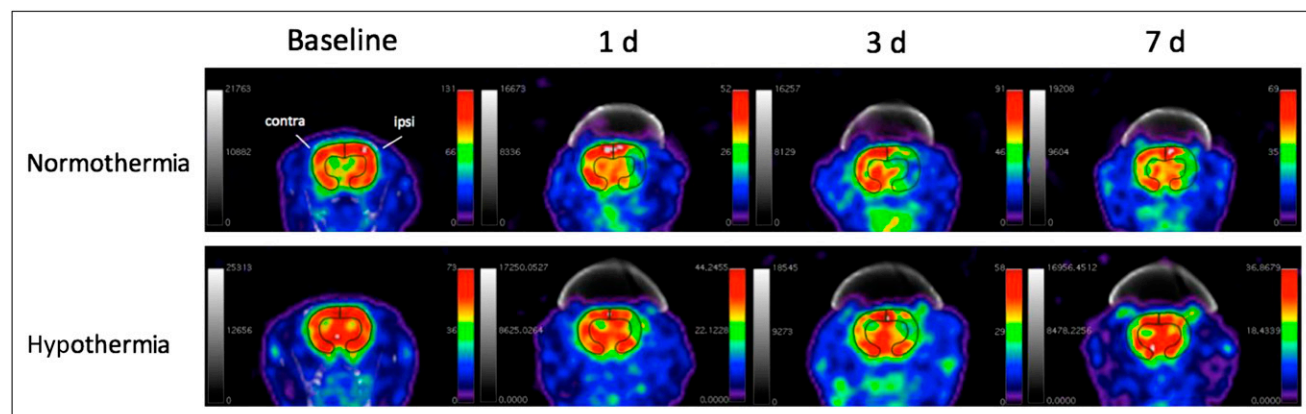 Baseline 1 d 3 d 7 d
Normothermia
21763 131 16673 52 16257 91 19208 69
contra ipsi
10882 66 8336 26 8129 46 9604 35
0 0 0 0 0 0 0 0
Hypothermia
25313 73 17250.0527 44.2455 18545 58 16956.4512 36.8679
12656 36 8625.0264 22.1228 9273 29 8478.2256 18.4339
0 0 0.0000 0.0000 0 0 0.0000 0.0000